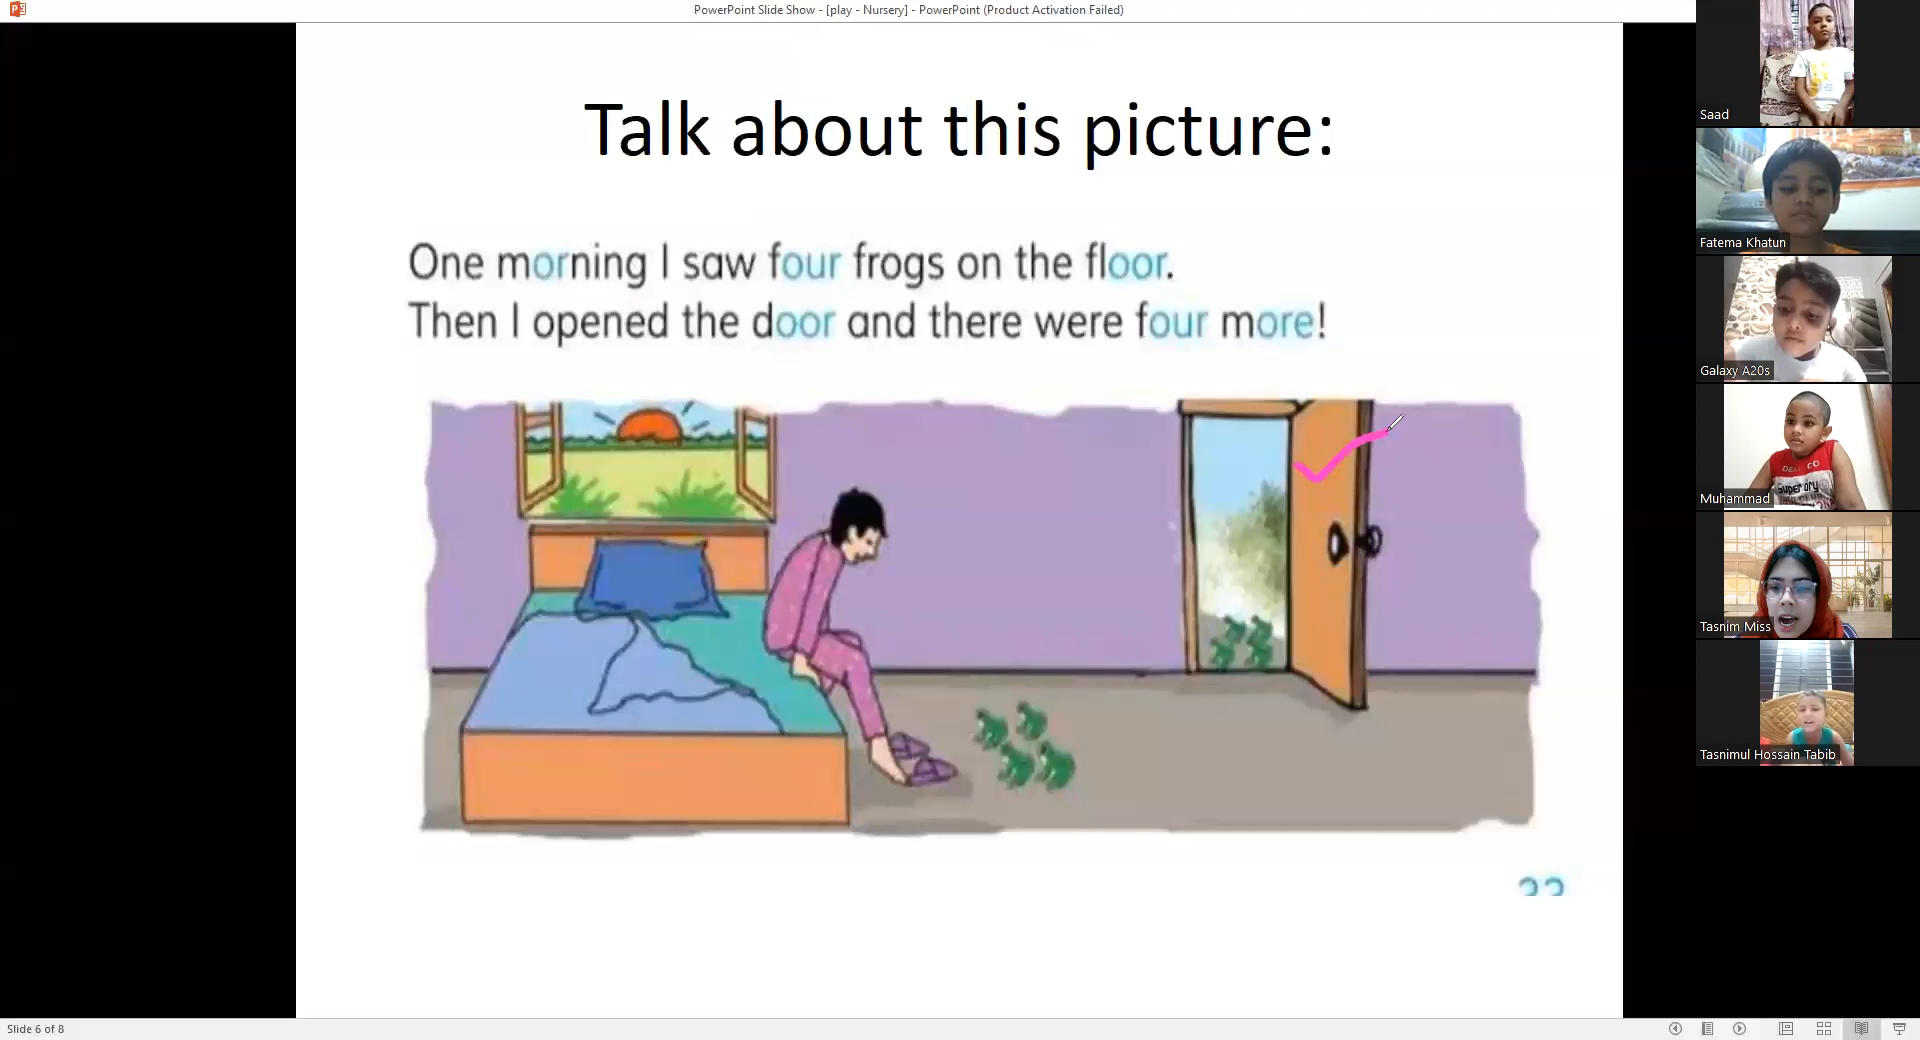 PowerPoint Slide Show - [play - Nursery] - PowerPoint (Product Activation Failed)
Talk about this picture:
One morning I saw four frogs on the floor.
Then I opened the door and there were four more!
Saad
Fatema Khatun
Galaxy A20s
Muhammad
Tasnim Miss
Tasnimul Hossain Tabib
Slide 6 of 8